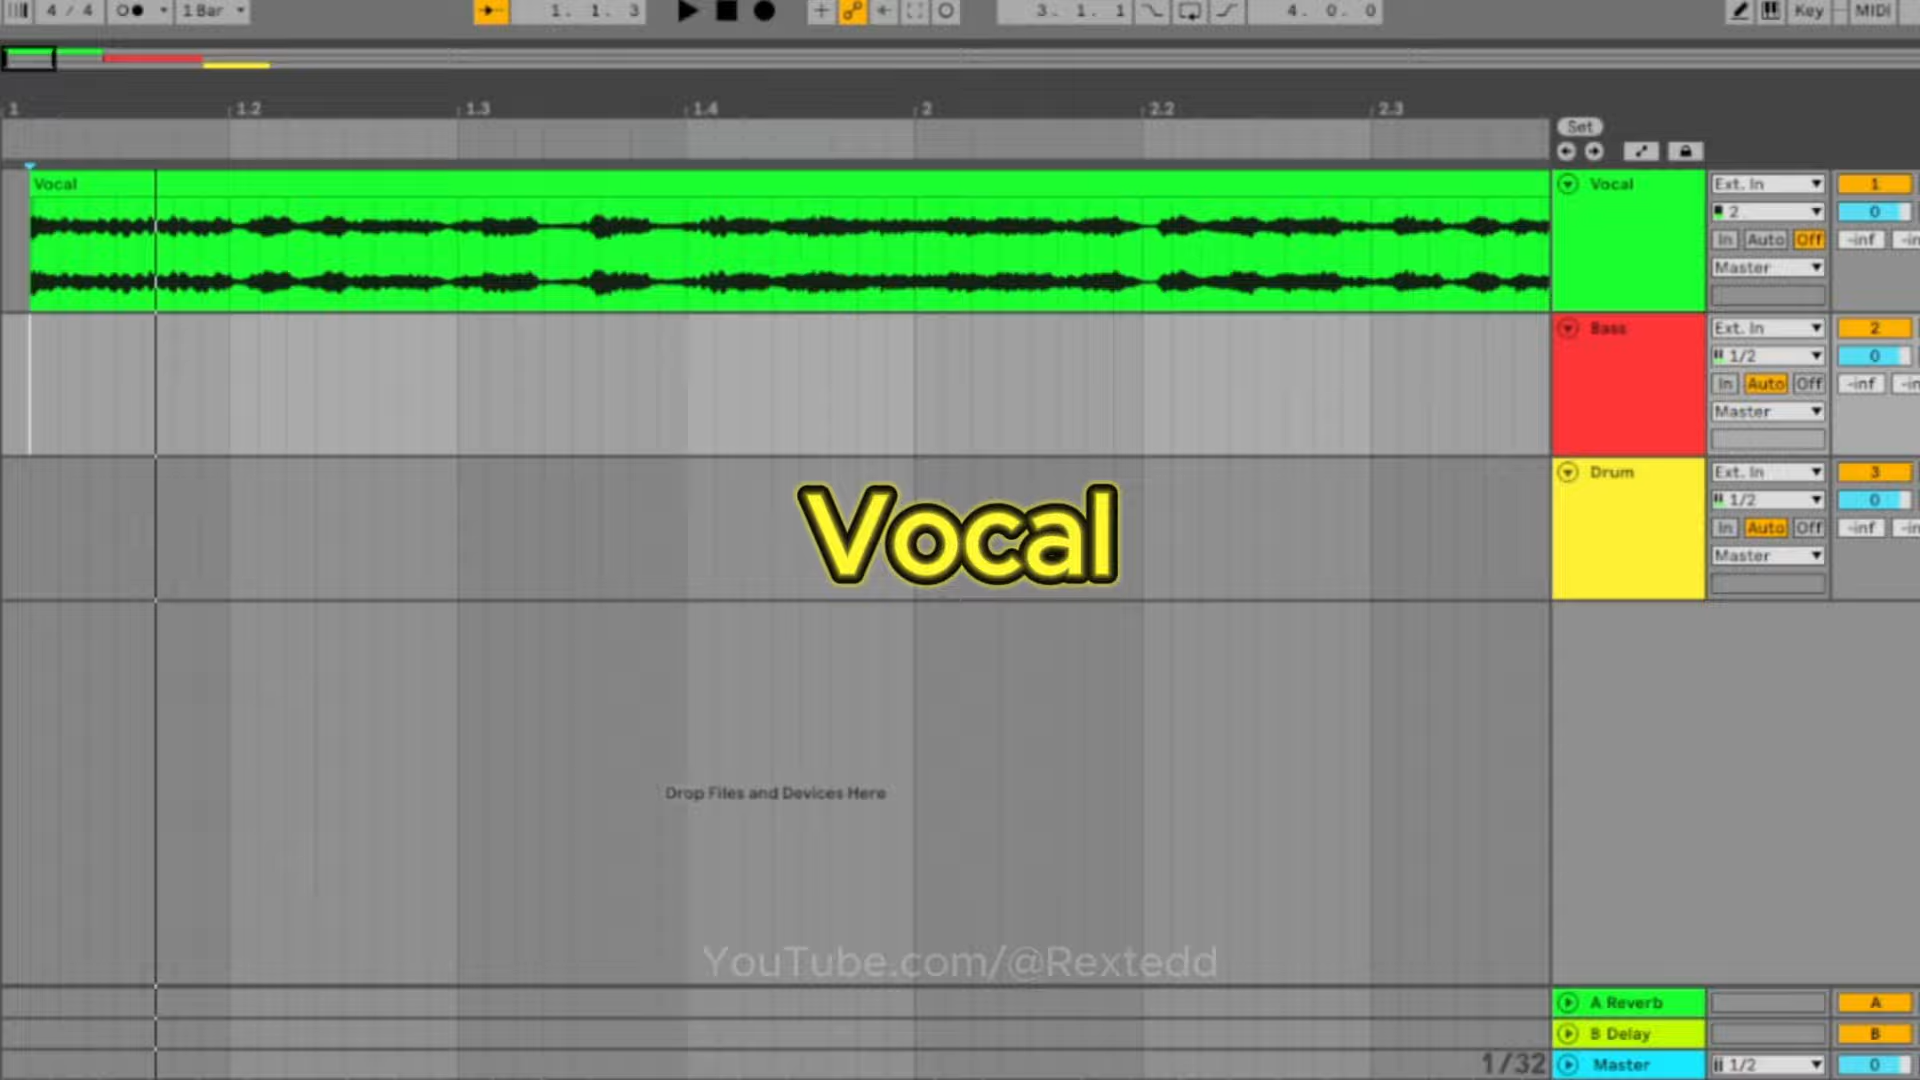 4 / 4
1 Bar
1. 1. 3
3. 1. 1
4. 0. 0
Key
MIDI
1
1.2
1.3
1.4
2
2.2
2.3
Set
Vocal
Vocal
Ext. In
1
2
0
In Auto Off
-inf
Master
Bass
Ext. In
2
1/2
0
In Auto Off
-inf
Master
Drum
Ext. In
3
1/2
0
In Auto Off
-inf
Master
Vocal
Drop Files and Devices Here
YouTube.com/@Rextedd
A Reverb
A
B Delay
B
1/32
Master
1/2
0